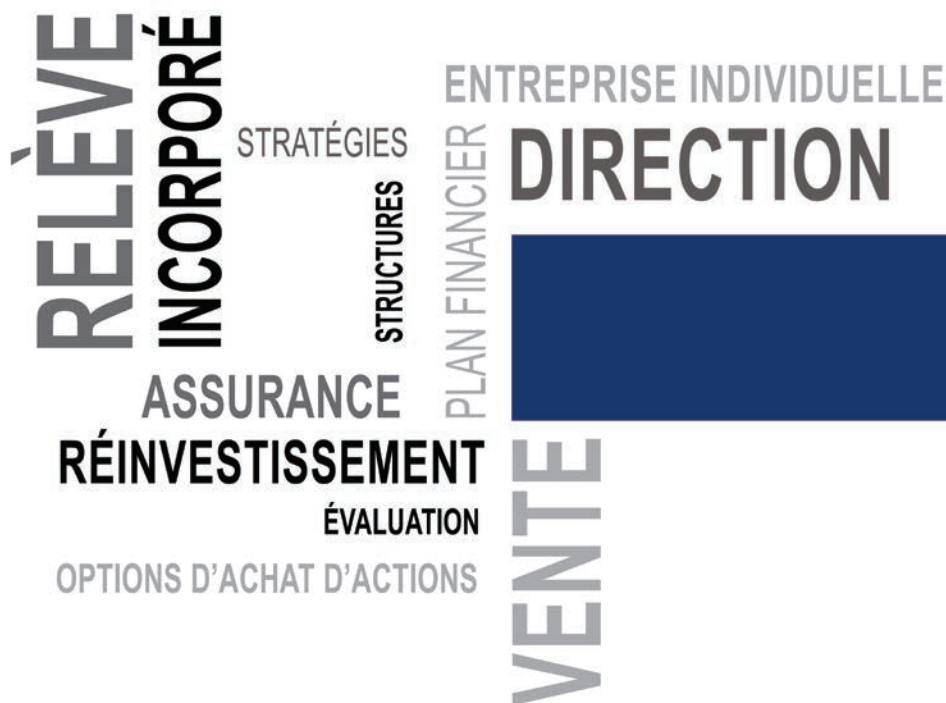 RELÈVE
INCORPORÉ
STRATÉGIES
STRUCTURES
ENTREPRISE INDIVIDUELLE
PLAN FINANCIER
DIRECTION
ASSURANCE
RÉINVESTISSEMENT
ÉVALUATION
OPTIONS D’ACHAT D’ACTIONS
VENTE